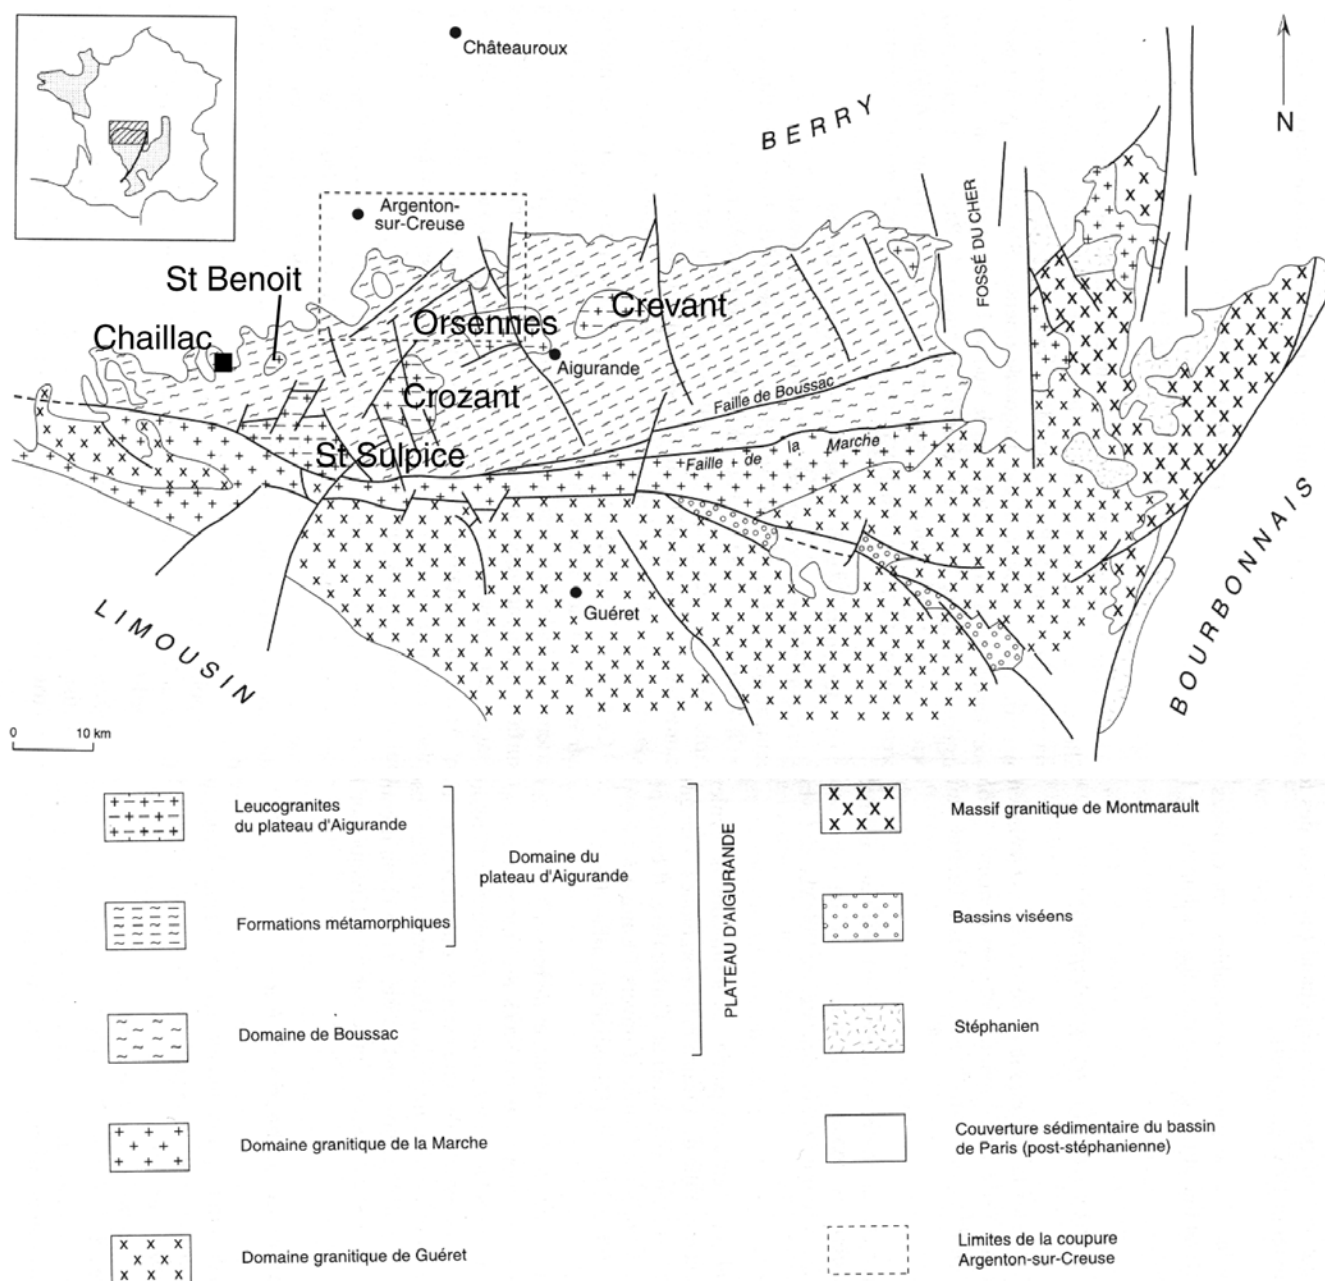 Châteauroux
N
BERRY
Argenton-
sur-Creuse
FOSSÉ DU CHER
St Benoit
Crevant
Orsennes
Chaillac
Aigurande
Crozant
Faille de Boussac
St Sulpice
Faille de la Marche
LIMOUSIN
Guéret
BOURBONNAIS
0 10 km
Leucogranites
du plateau d'Aigurande
Formations métamorphiques
Domaine du
plateau d'Aigurande
PLATEAU D'AIGURANDE
Domaine de Boussac
Domaine granitique de la Marche
Domaine granitique de Guéret
Massif granitique de Montmarault
Bassins viséens
Stéphanien
Couverture sédimentaire du bassin
de Paris (post-stéphanienne)
Limites de la coupure
Argenton-sur-Creuse